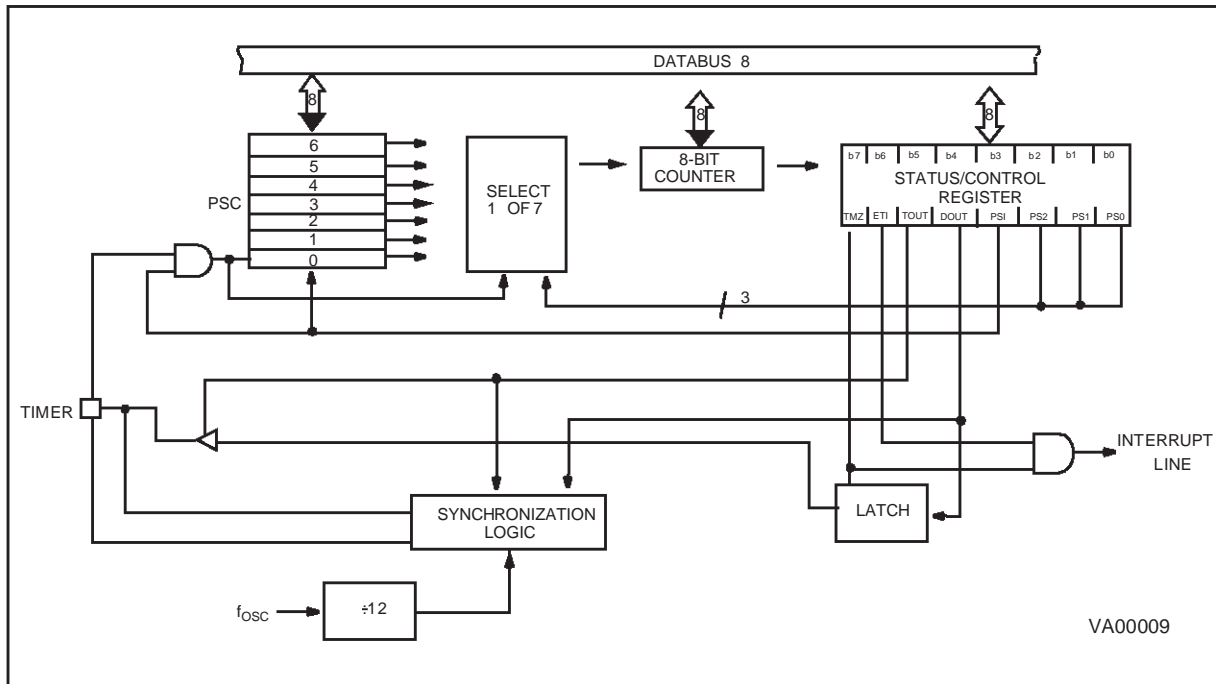 DATABUS 8
8
8
8
6
5
4
3
2
1
0
PSC
SELECT
1 OF 7
8-BIT
COUNTER
b7 b6 b5 b4 b3 b2 b1 b0
STATUS/CONTROL
REGISTER
TMZ ETI TOUT DOUT PSI PS2 PS1 PS0
3
TIMER
INTERRUPT
LINE
SYNCHRONIZATION
LOGIC
LATCH
fOSC
÷12
VA00009